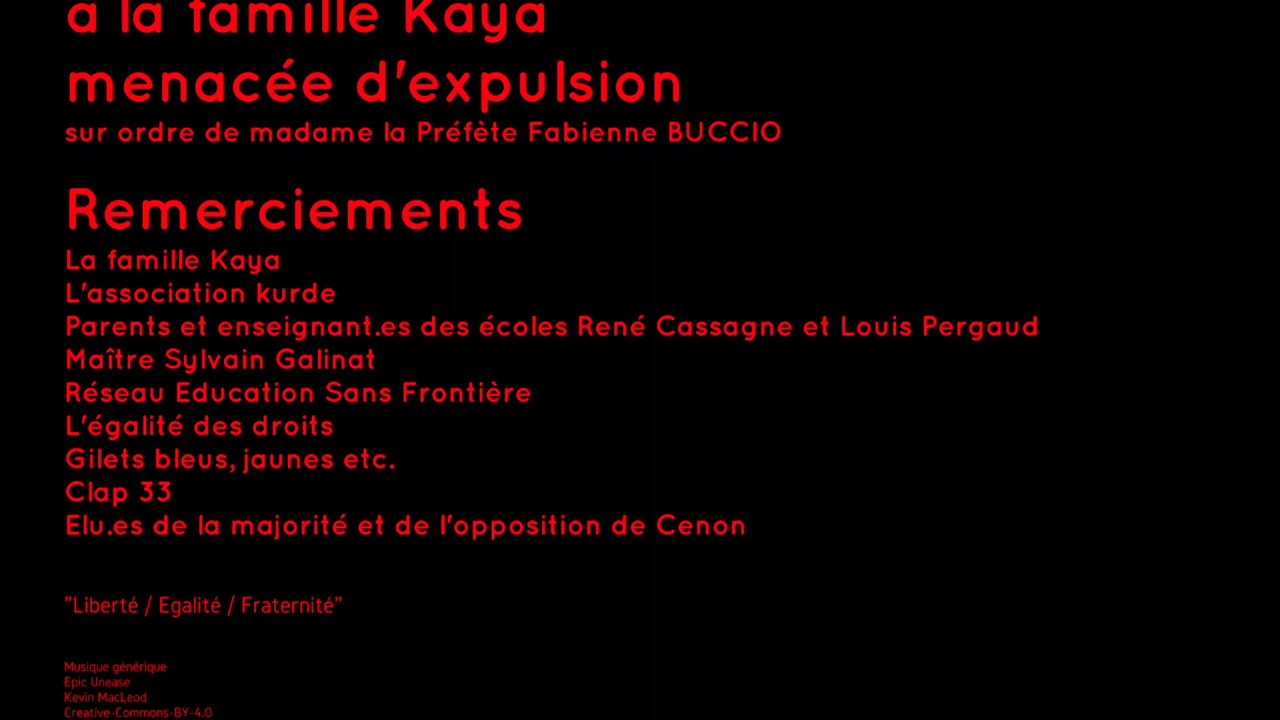 à la famille Kaya
menacée d'expulsion
sur ordre de madame la Préfète Fabienne BUCCIO
Remerciements
La famille Kaya
L'association kurde
Parents et enseignant.es des écoles René Cassagne et Louis Pergaud
Maître Sylvain Galinat
Réseau Education Sans Frontière
L'égalité des droits
Gilets bleus, jaunes etc.
Clap 33
Elu.es de la majorité et de l'opposition de Cenon
"Liberté / Egalité / Fraternité"
Musique générique
Epic Unease
Kevin MacLeod
Creative-Commons-BY-4.0